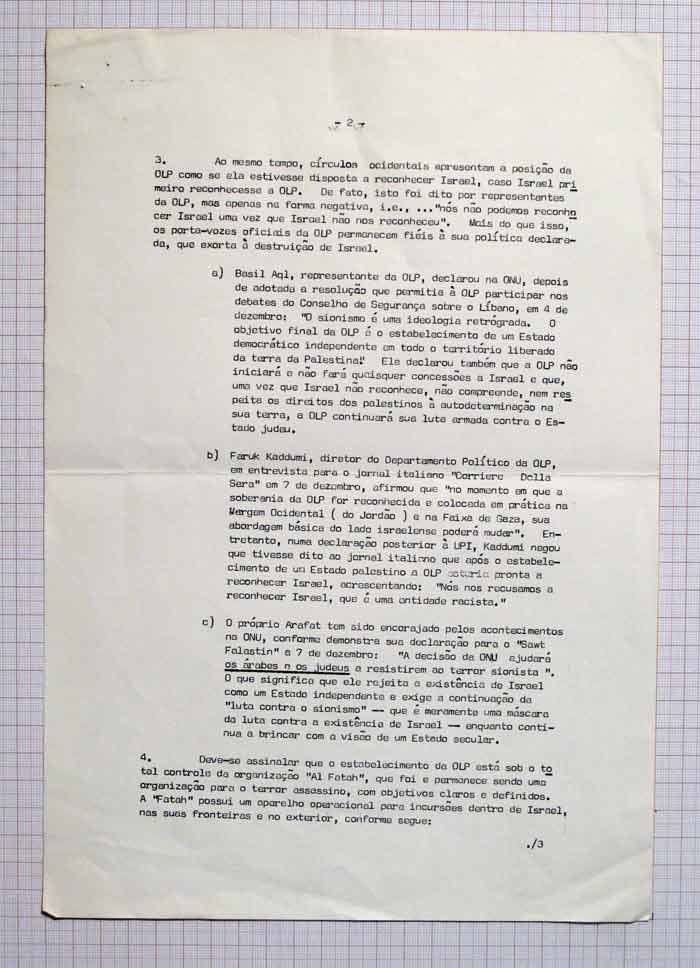 - 2 -
3. Ao mesmo tempo, círculos ocidentais apresentam a posição da
OLP como se ela estivesse disposta a reconhecer Israel, caso Israel pri
meiro reconhecesse a OLP. De fato, isto foi dito por representantes
da OLP, mas apenas na forma negativa, i.e., ..."nós não podemos reconhe
cer Israel uma vez que Israel não nos reconheceu". Mais do que isso,
os porta-vozes oficiais da OLP permanecem fiéis à sua política declara-
da, que exorta à destruição de Israel.
a) Basil Aql, representante da OLP, declarou na ONU, depois
de adotada a resolução que permitia à OLP participar nos
debates do Conselho de Segurança sobre o Líbano, em 4 de
dezembro: "O sionismo é uma ideologia retrógrada. O
objetivo final da OLP é o estabelecimento de um Estado
democrático independente em todo o território liberado
da terra da Palestina!" Ele declarou também que a OLP não
iniciará e não fará quaisquer concessões a Israel e que,
uma vez que Israel não reconhece, não compreende, nem res
peita os direitos dos palestinos à autodeterminação na
sua terra, a OLP continuará sua luta armada contra o Es-
tado judeu.
b) Faruk Kaddumi, diretor do Departamento Político da OLP,
em entrevista para o jornal italiano "Corriere Della
Sera" em 7 de dezembro, afirmou que "no momento em que a
soberania da OLP for reconhecida e colocada em prática na
Margem Ocidental ( do Jordão ) e na Faixa de Gaza, sua
abordagem básica do lado israelense poderá mudar". En-
tretanto, numa declaração posterior à UPI, Kaddumi negou
que tivesse dito ao jornal italiano que após o estabele-
cimento de un Estado palestino a OLP estaria pronta a
reconhecer Israel, acrescentando: "Nós nos recusamos a
reconhecer Israel, que é uma entidade racista."
c) O próprio Arafat tem sido encorajado pelos acontecimentos
na ONU, conforme demonstra sua declaração para o "Sawt
Falastin" a 7 de dezembro: "A decisão da ONU ajudará
os árabes e os judeus a resistirem ao terror sionista ".
O que significa que ele rejeita a existência de Israel
como um Estado independente e exige a continuação da
"luta contra o sionismo" -- que é meramente uma máscara
da luta contra a existência de Israel -- enquanto conti-
nua a brincar com a visão de um Estado secular.
4. Deve-se assinalar que o estabelecimento da OLP está sob o to
tal controle da organização "Al Fatah", que foi e permanece sendo uma
organização para o terror assassino, com objetivos claros e definidos.
A "Fatah" possui um aparelho operacional para incursões dentro de Israel,
nas suas fronteiras e no exterior, conforme segue:
./3